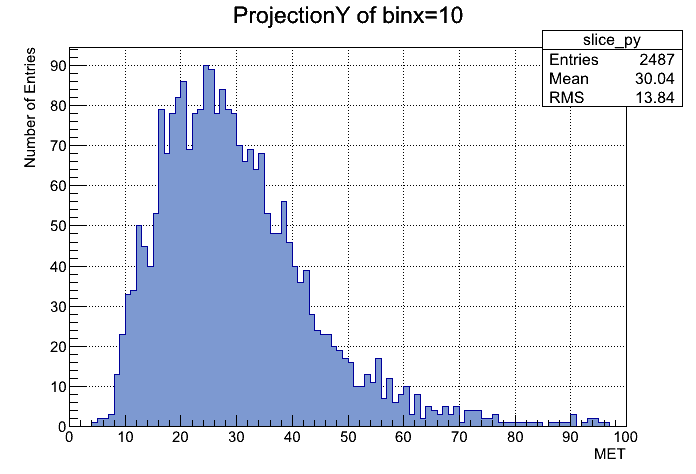 ProjectionY of binx=10
slice_py
Entries 2487
Mean 30.04
RMS 13.84
Number of Entries
90
80
70
60
50
40
30
20
10
0
0 10 20 30 40 50 60 70 80 90 100
MET